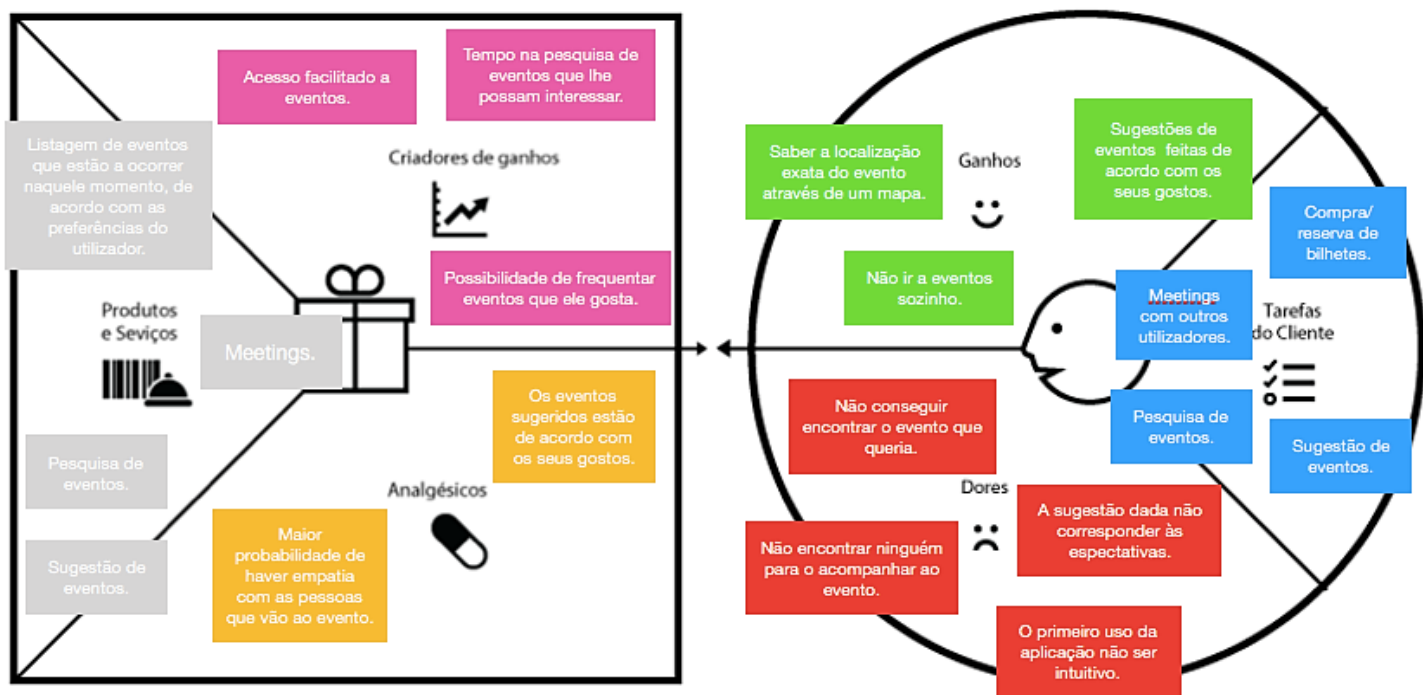 Acesso facilitado a
eventos.
Tempo na pesquisa de
eventos que lhe
possam interessar.
Listagem de eventos
que estão a ocorrer
naquele momento, de
acordo com as
preferências do
utilizador.
Criadores de ganhos
Possibilidade de frequentar
eventos que ele gosta.
Produtos
e Seviços
Meetings.
Os eventos
sugeridos estão
de acordo com
os seus gostos.
Pesquisa de
eventos.
Analgésicos
Maior
probabilidade de
haver empatia
com as pessoas
que vão ao evento.
Sugestão de
eventos.
Saber a localização
exata do evento
através de um mapa.
Ganhos
Sugestões de
eventos feitas de
acordo com os
seus gostos.
Compra/
reserva de
bilhetes.
Não ir a eventos
sozinho.
Meetings
com outros
utilizadores.
Tarefas
do Cliente
Não conseguir
encontrar o evento que
queria.
Pesquisa de
eventos.
Sugestão de
eventos.
Dores
A sugestão dada não
corresponder às
espectativas.
Não encontrar ninguém
para o acompanhar ao
evento.
O primeiro uso da
aplicação não ser
intuitivo.